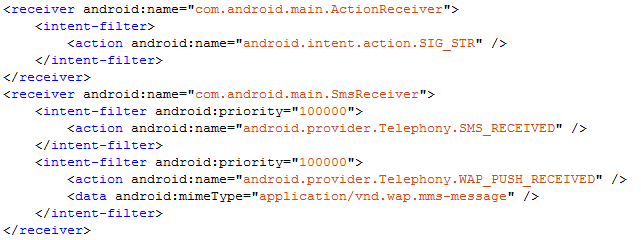 <receiver android:name="com.android.main.ActionReceiver">
    <intent-filter>
        <action android:name="android.intent.action.SIG_STR" />
    </intent-filter>
</receiver>
<receiver android:name="com.android.main.SmsReceiver">
    <intent-filter android:priority="100000">
        <action android:name="android.provider.Telephony.SMS_RECEIVED" />
    </intent-filter>
    <intent-filter android:priority="100000">
        <action android:name="android.provider.Telephony.WAP_PUSH_RECEIVED" />
        <data android:mimeType="application/vnd.wap.mms-message" />
    </intent-filter>
</receiver>